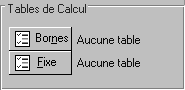 Tables de Calcul
Bornes Aucune table
Fixe Aucune table